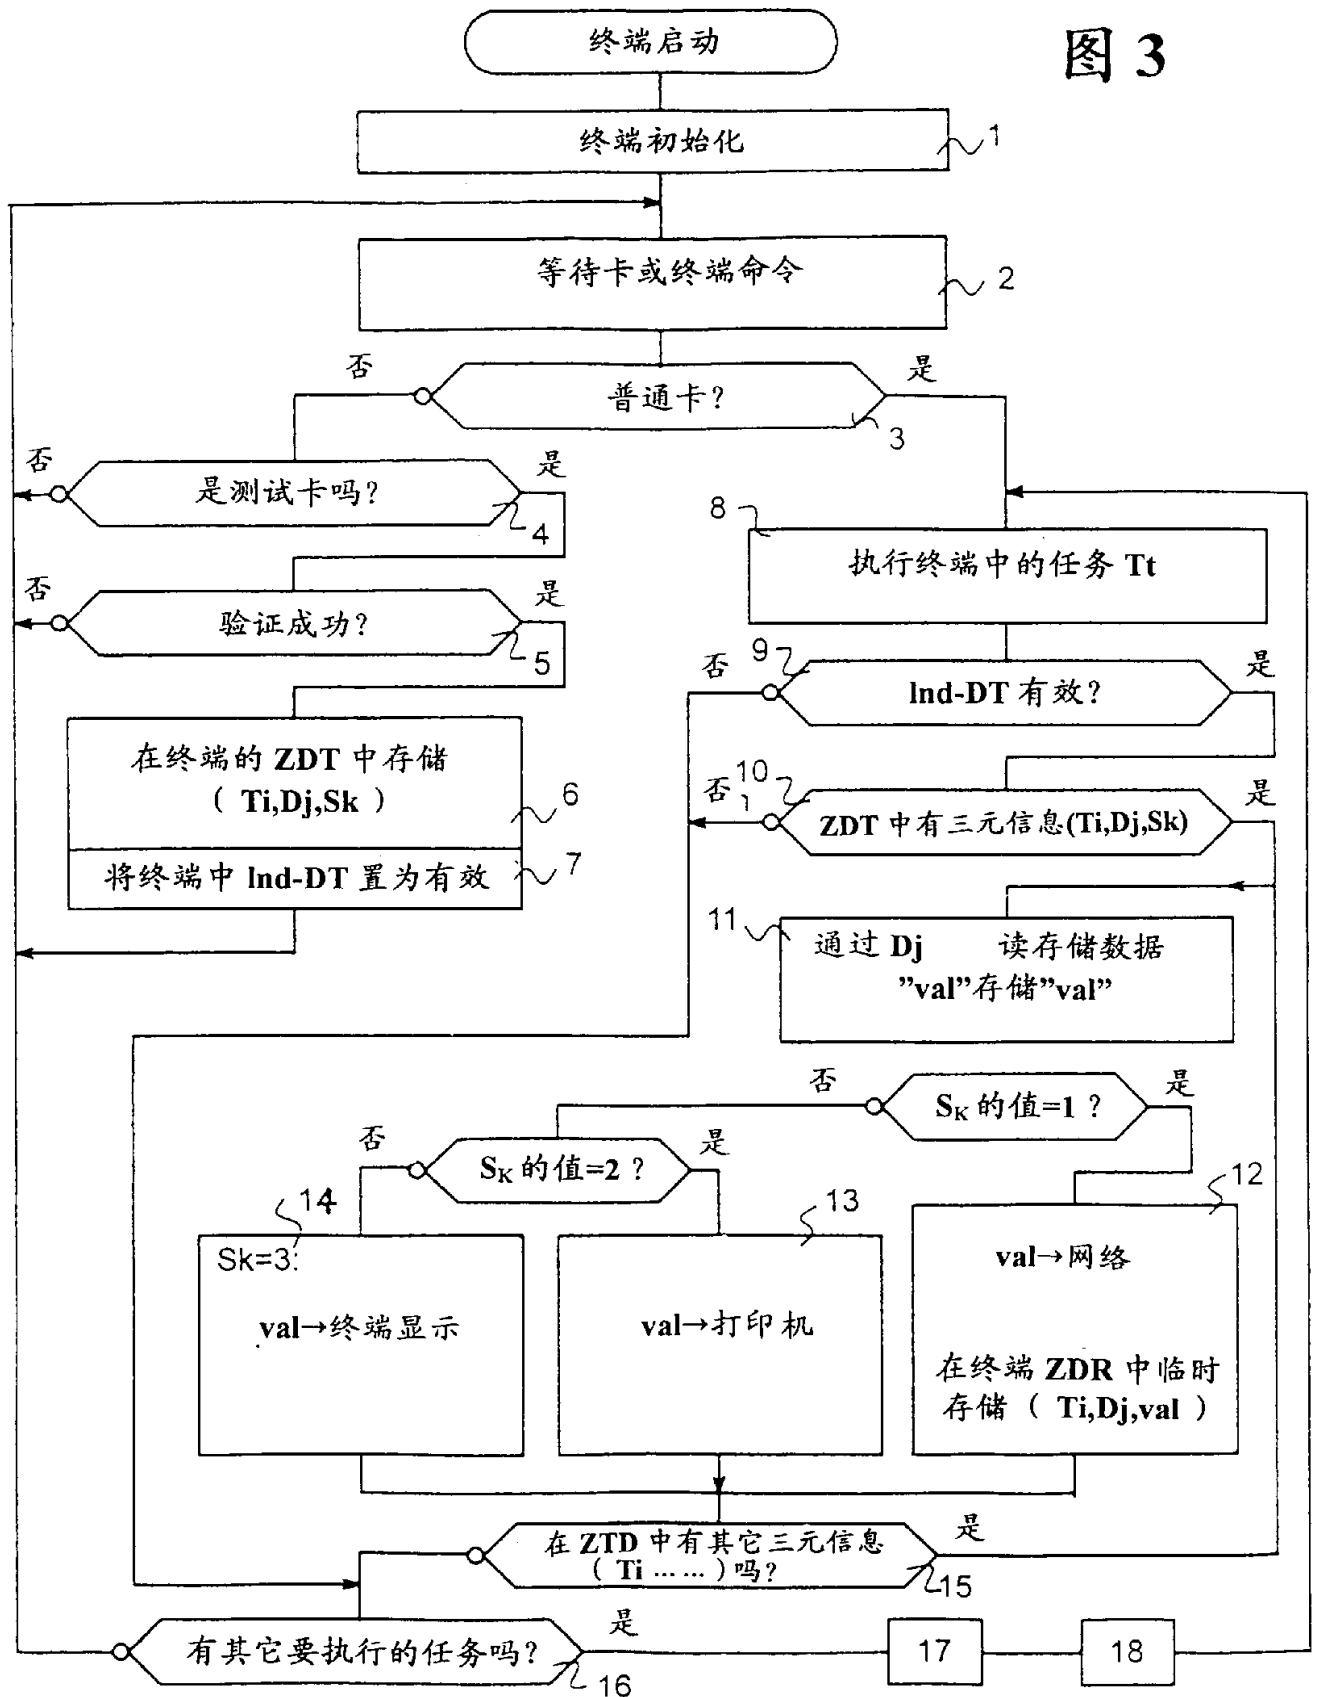 图 3
终端启动
终端初始化
1
等待卡或终端命令
2
否
是
普通卡？
3
否
是
是测试卡吗？
4
否
是
验证成功？
5
在终端的 ZDT 中存储
（ Ti,Dj,Sk ）
6
将终端中 lnd-DT 置为有效
7
8
执行终端中的任务 Tt
否
9
是
lnd-DT 有效？
否
10
是
1
ZDT 中有三元信息(Ti,Dj,Sk)
11
通过 Dj 读存储数据
”val”存储”val”
否
是
SK 的值=1？
否
是
SK 的值=2？
14
Sk=3:
val→终端显示
13
val→打印机
12
val→网络
在终端 ZDR 中临时
存储（ Ti,Dj,val ）
是
在 ZTD 中有其它三元信息
（ Ti ……）吗？
15
是
有其它要执行的任务吗？
16
17
18